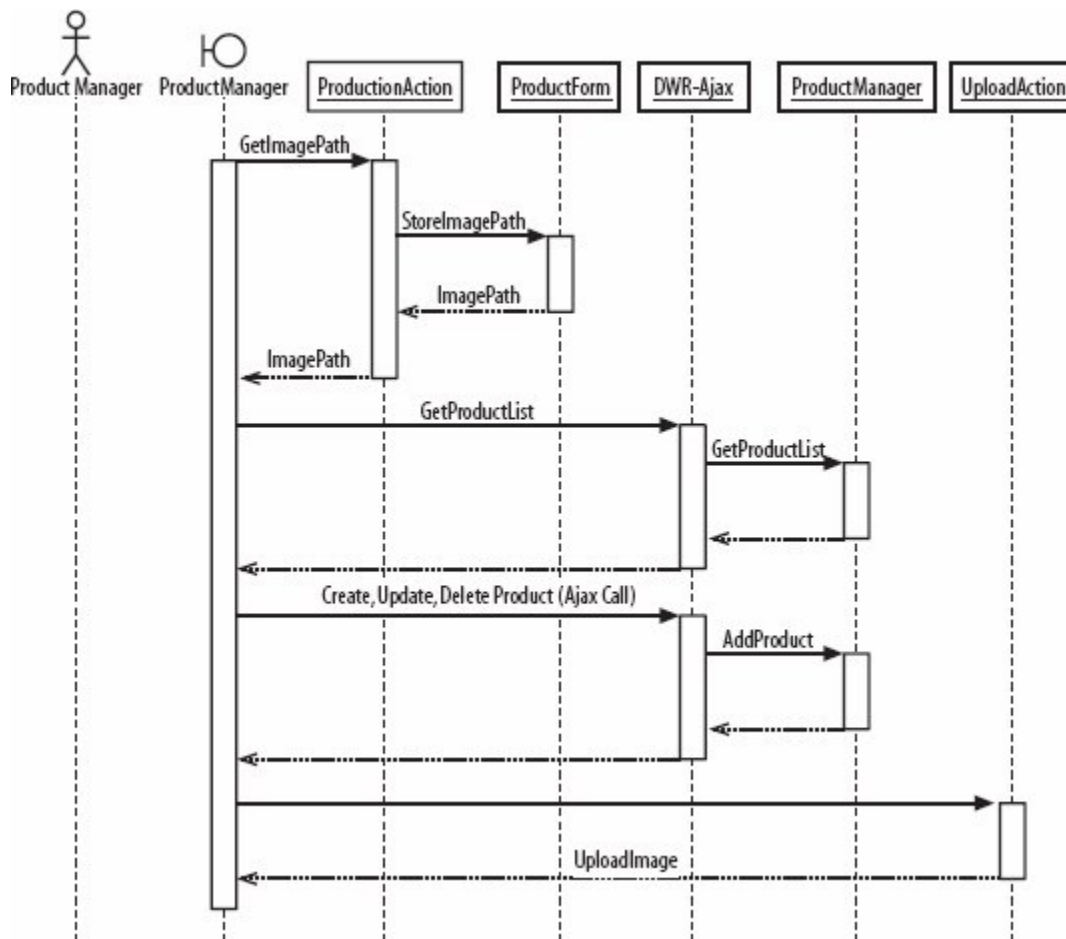 Product Manager
ProductManager
ProductionAction
ProductForm
DWR-Ajax
ProductManager
UploadAction
GetImagePath
StoreImagePath
ImagePath
ImagePath
GetProductList
GetProductList
Create, Update, Delete Product (Ajax Call)
AddProduct
UploadImage